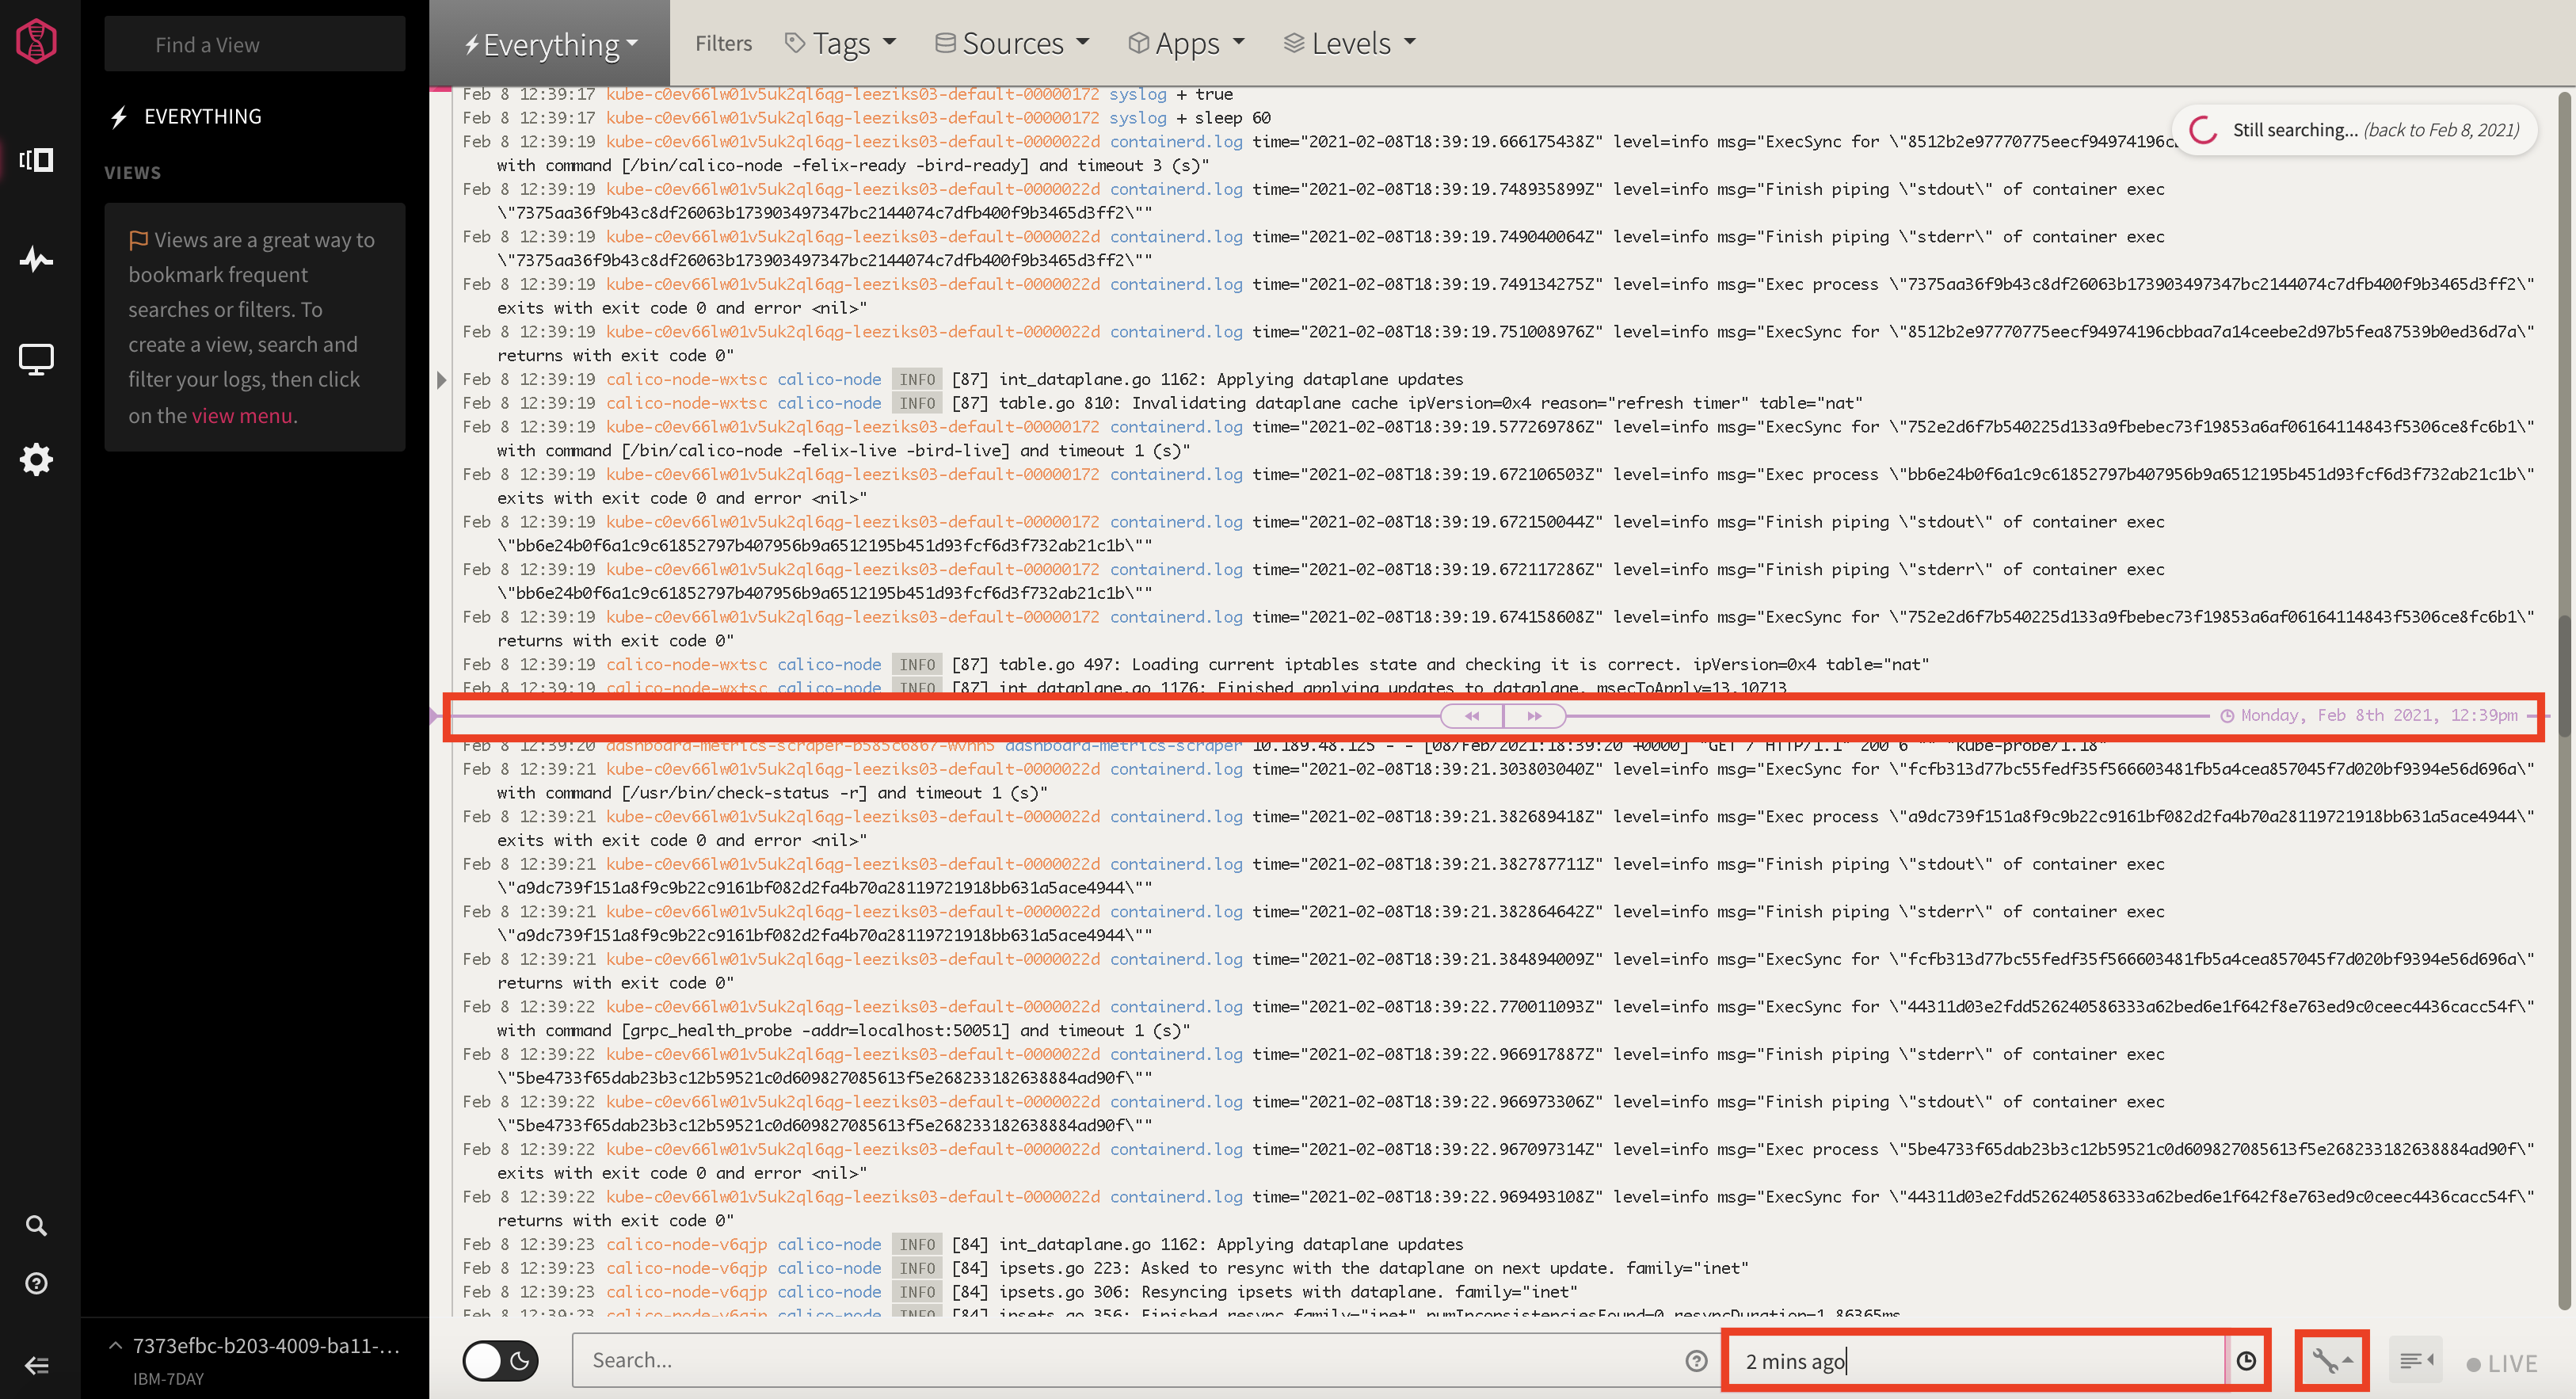 Find a View
EVERYTHING
VIEWS
Views are a great way to
bookmark frequent
searches or filters. To
create a view, search and
filter your logs, then click
on the view menu.
7373efbc-b203-4009-ba11-...
IBM-7DAY
Everything
Filters
Tags
Sources
Apps
Levels
Still searching... (back to Feb 8, 2021)
Feb 8 12:39:17 kube-c0ev66lw01v5uk2ql6qg-leeziks03-default-00000172 syslog + true
Feb 8 12:39:17 kube-c0ev66lw01v5uk2ql6qg-leeziks03-default-00000172 syslog + sleep 60
Feb 8 12:39:19 kube-c0ev66lw01v5uk2ql6qg-leeziks03-default-0000022d containerd.log time="2021-02-08T18:39:19.666175438Z" level=info msg="ExecSync for \"8512b2e97770775eecf94974196c
with command [/bin/calico-node -felix-ready -bird-ready] and timeout 3 (s)"
Feb 8 12:39:19 kube-c0ev66lw01v5uk2ql6qg-leeziks03-default-0000022d containerd.log time="2021-02-08T18:39:19.748935899Z" level=info msg="Finish piping \"stdout\" of container exec
\"7375aa36f9b43c8df26063b173903497347bc2144074c7dfb400f9b3465d3ff2\""
Feb 8 12:39:19 kube-c0ev66lw01v5uk2ql6qg-leeziks03-default-0000022d containerd.log time="2021-02-08T18:39:19.749040064Z" level=info msg="Finish piping \"stderr\" of container exec
\"7375aa36f9b43c8df26063b173903497347bc2144074c7dfb400f9b3465d3ff2\""
Feb 8 12:39:19 kube-c0ev66lw01v5uk2ql6qg-leeziks03-default-0000022d containerd.log time="2021-02-08T18:39:19.749134275Z" level=info msg="Exec process \"7375aa36f9b43c8df26063b173903497347bc2144074c7dfb400f9b3465d3ff2\"
exits with exit code 0 and error <nil>"
Feb 8 12:39:19 kube-c0ev66lw01v5uk2ql6qg-leeziks03-default-0000022d containerd.log time="2021-02-08T18:39:19.751008976Z" level=info msg="ExecSync for \"8512b2e97770775eecf94974196cbbaa7a14ceebe2d97b5fea87539b0ed36d7a\"
returns with exit code 0"
Feb 8 12:39:19 calico-node-wxtsc calico-node INFO [87] int_dataplane.go 1162: Applying dataplane updates
Feb 8 12:39:19 calico-node-wxtsc calico-node INFO [87] table.go 810: Invalidating dataplane cache ipVersion=0x4 reason="refresh timer" table="nat"
Feb 8 12:39:19 kube-c0ev66lw01v5uk2ql6qg-leeziks03-default-00000172 containerd.log time="2021-02-08T18:39:19.577269786Z" level=info msg="ExecSync for \"752e2d6f7b540225d133a9fbebec73f19853a6af06164114843f5306ce8fc6b1\"
with command [/bin/calico-node -felix-live -bird-live] and timeout 1 (s)"
Feb 8 12:39:19 kube-c0ev66lw01v5uk2ql6qg-leeziks03-default-00000172 containerd.log time="2021-02-08T18:39:19.672106503Z" level=info msg="Exec process \"bb6e24b0f6a1c9c61852797b407956b9a6512195b451d93fcf6d3f732ab21c1b\"
exits with exit code 0 and error <nil>"
Feb 8 12:39:19 kube-c0ev66lw01v5uk2ql6qg-leeziks03-default-00000172 containerd.log time="2021-02-08T18:39:19.672150044Z" level=info msg="Finish piping \"stdout\" of container exec
\"bb6e24b0f6a1c9c61852797b407956b9a6512195b451d93fcf6d3f732ab21c1b\""
Feb 8 12:39:19 kube-c0ev66lw01v5uk2ql6qg-leeziks03-default-00000172 containerd.log time="2021-02-08T18:39:19.672117286Z" level=info msg="Finish piping \"stderr\" of container exec
\"bb6e24b0f6a1c9c61852797b407956b9a6512195b451d93fcf6d3f732ab21c1b\""
Feb 8 12:39:19 kube-c0ev66lw01v5uk2ql6qg-leeziks03-default-00000172 containerd.log time="2021-02-08T18:39:19.674158608Z" level=info msg="ExecSync for \"752e2d6f7b540225d133a9fbebec73f19853a6af06164114843f5306ce8fc6b1\"
returns with exit code 0"
Feb 8 12:39:19 calico-node-wxtsc calico-node INFO [87] table.go 497: Loading current iptables state and checking it is correct. ipVersion=0x4 table="nat"
Feb 8 12:39:19 calico-node-wxtsc calico-node INFO [87] int_dataplane.go 1176: Finished applying updates to dataplane. msecToApply=13.10713
Monday, Feb 8th 2021, 12:39pm
Feb 8 12:39:20 dashboard-metrics-scraper-b585c6867-wvhn5 dashboard-metrics-scraper 10.189.48.125 - - [08/Feb/2021:18:39:20 +0000] "GET / HTTP/1.1" 200 6 "" "kube-probe/1.18"
Feb 8 12:39:21 kube-c0ev66lw01v5uk2ql6qg-leeziks03-default-0000022d containerd.log time="2021-02-08T18:39:21.303803040Z" level=info msg="ExecSync for \"fcfb313d77bc55fedf35f566603481fb5a4cea857045f7d020bf9394e56d696a\"
with command [/usr/bin/check-status -r] and timeout 1 (s)"
Feb 8 12:39:21 kube-c0ev66lw01v5uk2ql6qg-leeziks03-default-0000022d containerd.log time="2021-02-08T18:39:21.382689418Z" level=info msg="Exec process \"a9dc739f151a8f9c9b22c9161bf082d2fa4b70a28119721918bb631a5ace4944\"
exits with exit code 0 and error <nil>"
Feb 8 12:39:21 kube-c0ev66lw01v5uk2ql6qg-leeziks03-default-0000022d containerd.log time="2021-02-08T18:39:21.382787711Z" level=info msg="Finish piping \"stdout\" of container exec
\"a9dc739f151a8f9c9b22c9161bf082d2fa4b70a28119721918bb631a5ace4944\""
Feb 8 12:39:21 kube-c0ev66lw01v5uk2ql6qg-leeziks03-default-0000022d containerd.log time="2021-02-08T18:39:21.382864642Z" level=info msg="Finish piping \"stderr\" of container exec
\"a9dc739f151a8f9c9b22c9161bf082d2fa4b70a28119721918bb631a5ace4944\""
Feb 8 12:39:21 kube-c0ev66lw01v5uk2ql6qg-leeziks03-default-0000022d containerd.log time="2021-02-08T18:39:21.384894009Z" level=info msg="ExecSync for \"fcfb313d77bc55fedf35f566603481fb5a4cea857045f7d020bf9394e56d696a\"
returns with exit code 0"
Feb 8 12:39:22 kube-c0ev66lw01v5uk2ql6qg-leeziks03-default-0000022d containerd.log time="2021-02-08T18:39:22.770011093Z" level=info msg="ExecSync for \"44311d03e2fdd526240586333a62bed6e1f642f8e763ed9c0ceec4436cacc54f\"
with command [grpc_health_probe -addr=localhost:50051] and timeout 1 (s)"
Feb 8 12:39:22 kube-c0ev66lw01v5uk2ql6qg-leeziks03-default-0000022d containerd.log time="2021-02-08T18:39:22.966917887Z" level=info msg="Finish piping \"stderr\" of container exec
\"5be4733f65dab23b3c12b59521c0d609827085613f5e268233182638884ad90f\""
Feb 8 12:39:22 kube-c0ev66lw01v5uk2ql6qg-leeziks03-default-0000022d containerd.log time="2021-02-08T18:39:22.966973306Z" level=info msg="Finish piping \"stdout\" of container exec
\"5be4733f65dab23b3c12b59521c0d609827085613f5e268233182638884ad90f\""
Feb 8 12:39:22 kube-c0ev66lw01v5uk2ql6qg-leeziks03-default-0000022d containerd.log time="2021-02-08T18:39:22.967097314Z" level=info msg="Exec process \"5be4733f65dab23b3c12b59521c0d609827085613f5e268233182638884ad90f\"
exits with exit code 0 and error <nil>"
Feb 8 12:39:22 kube-c0ev66lw01v5uk2ql6qg-leeziks03-default-0000022d containerd.log time="2021-02-08T18:39:22.969493108Z" level=info msg="ExecSync for \"44311d03e2fdd526240586333a62bed6e1f642f8e763ed9c0ceec4436cacc54f\"
returns with exit code 0"
Feb 8 12:39:23 calico-node-v6qjp calico-node INFO [84] int_dataplane.go 1162: Applying dataplane updates
Feb 8 12:39:23 calico-node-v6qjp calico-node INFO [84] ipsets.go 223: Asked to resync with the dataplane on next update. family="inet"
Feb 8 12:39:23 calico-node-v6qjp calico-node INFO [84] ipsets.go 306: Resyncing ipsets with dataplane. family="inet"
Feb 8 12:39:23 calico-node-v6qjp calico-node INFO [84] ipsets.go 356: Finished resync family="inet" numInconsistenciesFound=0 resyncDuration=1.86365ms
Search...
2 mins ago
LIVE